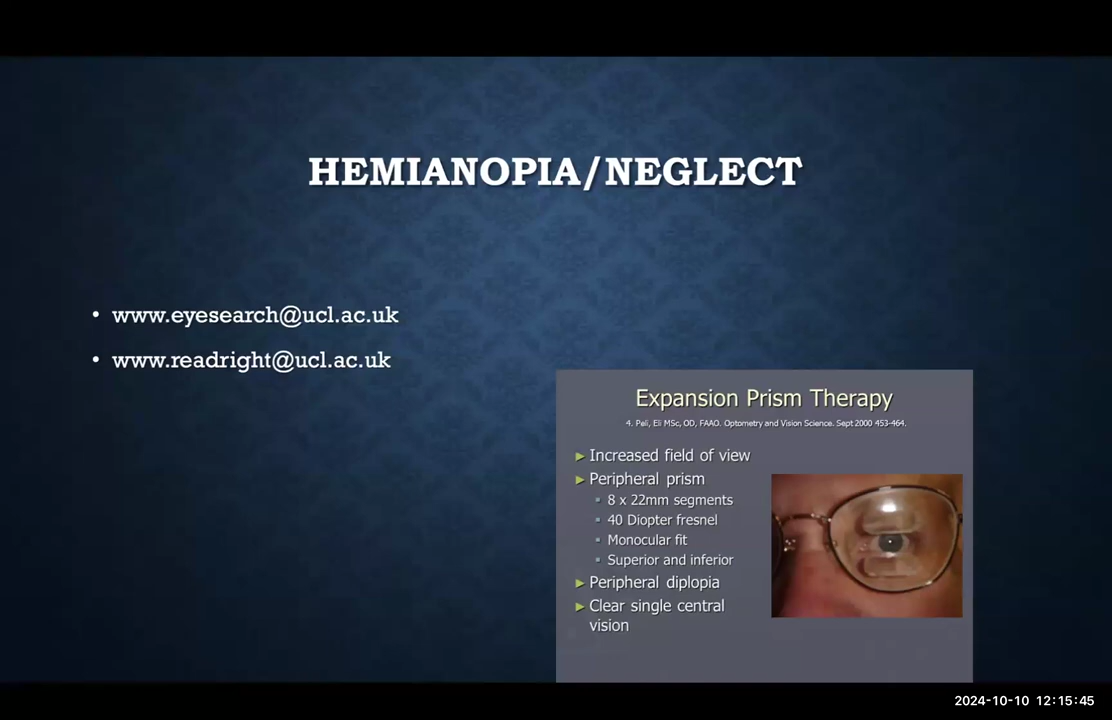 HEMIANOPIA/NEGLECT
• www.eyesearch@ucl.ac.uk
• www.readright@ucl.ac.uk
Expansion Prism Therapy
4. Peli, Eli MSc, OD, FAAO. Optometry and Vision Science. Sept 2000 453-464.
► Increased field of view
► Peripheral prism
▪ 8 x 22mm segments
▪ 40 Diopter fresnel
▪ Monocular fit
▪ Superior and inferior
► Peripheral diplopia
► Clear single central
vision
2024-10-10 12:15:45